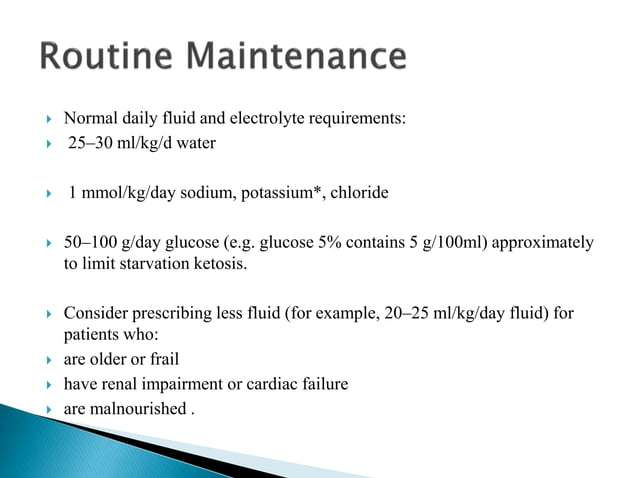 Routine Maintenance
Normal daily fluid and electrolyte requirements:
25–30 ml/kg/d water
1 mmol/kg/day sodium, potassium*, chloride
50–100 g/day glucose (e.g. glucose 5% contains 5 g/100ml) approximately
to limit starvation ketosis.
Consider prescribing less fluid (for example, 20–25 ml/kg/day fluid) for
patients who:
are older or frail
have renal impairment or cardiac failure
are malnourished .